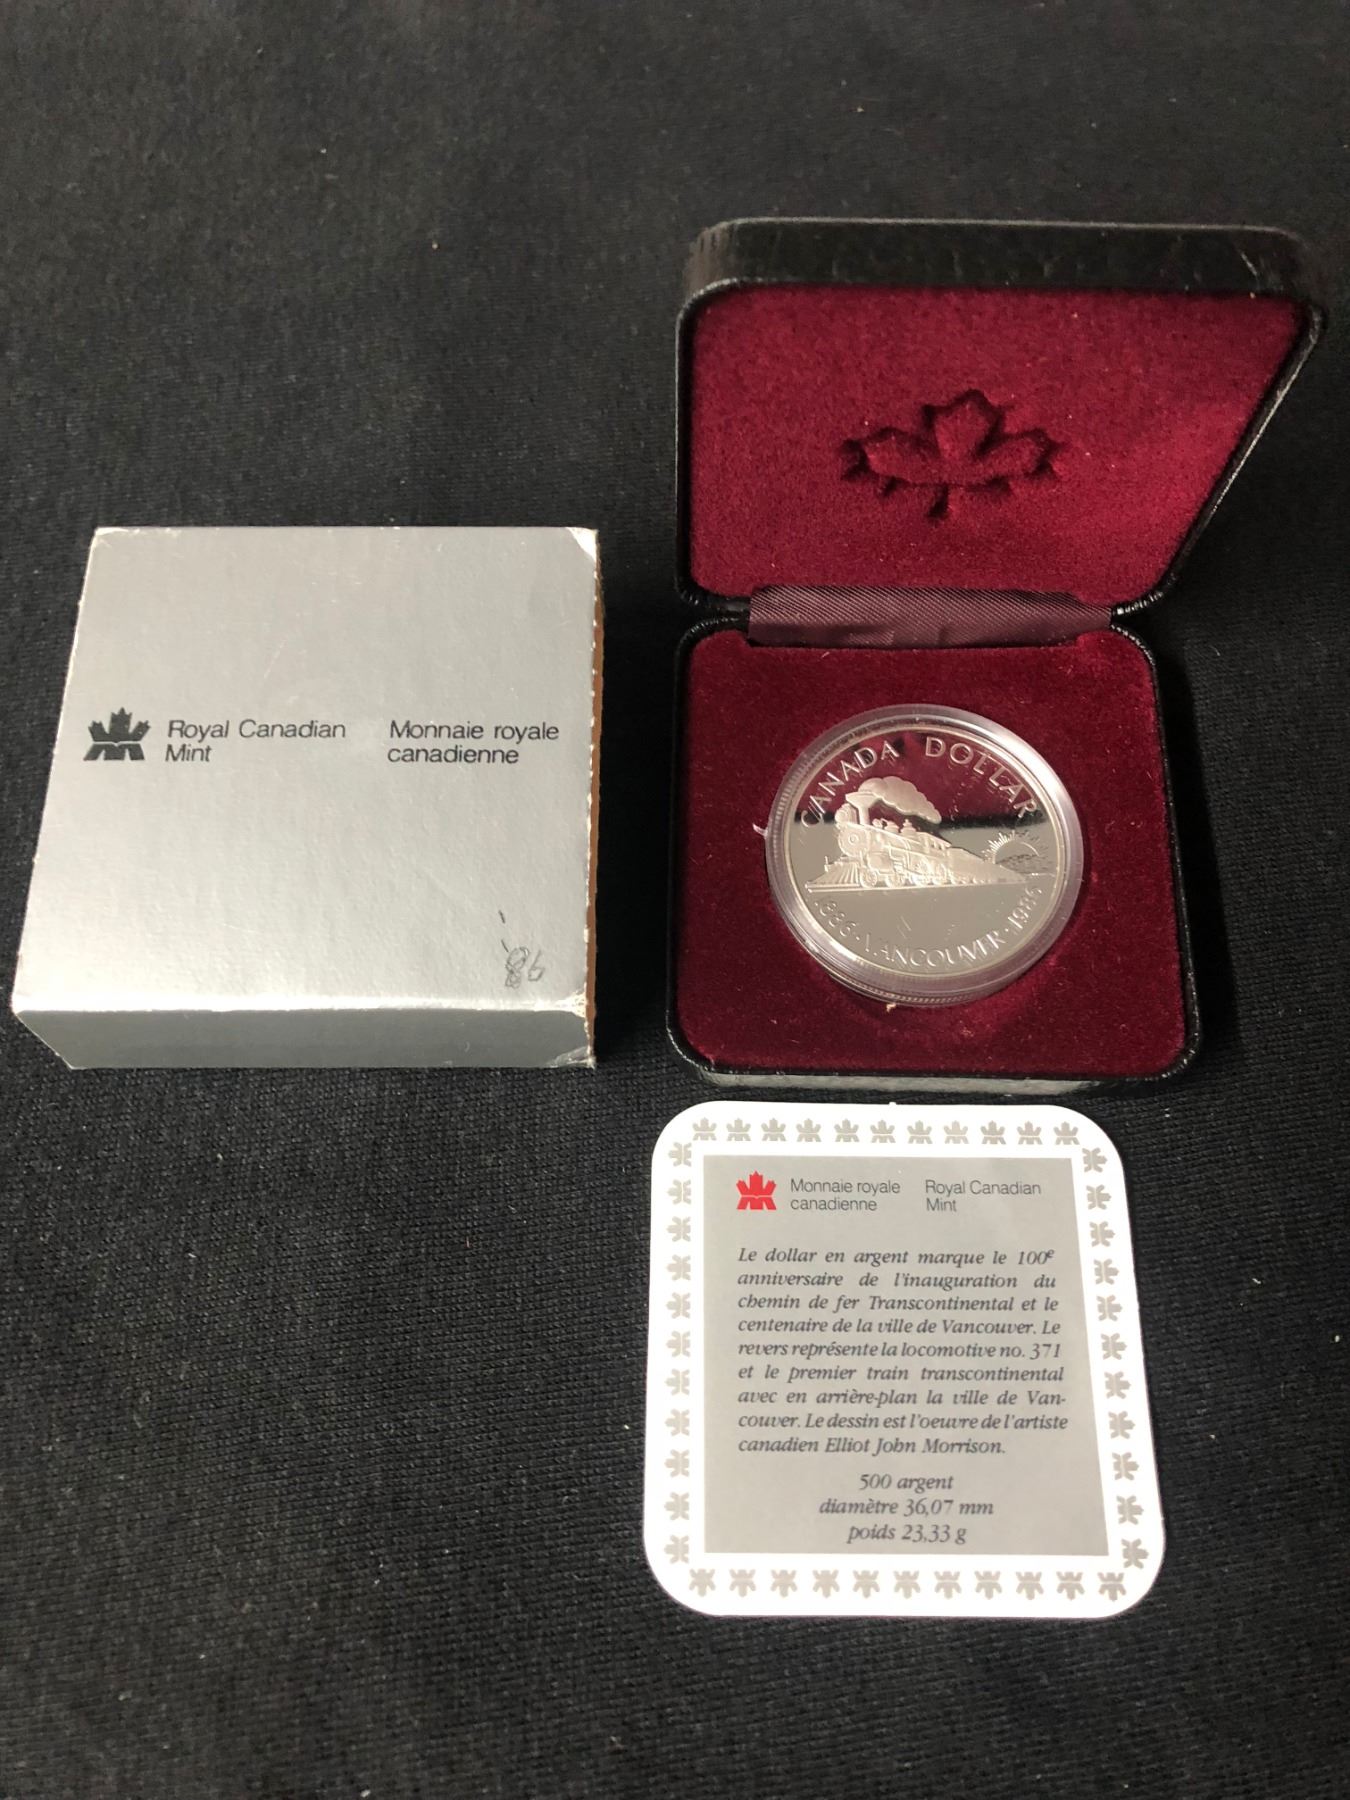 Royal Canadian Monnaie royale
Mint canadienne
'86
CANADA DOLLAR
1886 · VANCOUVER · 1986
Monnaie royale Royal Canadian
canadienne Mint
Le dollar en argent marque le 100e
anniversaire de l'inauguration du
chemin de fer Transcontinental et le
centenaire de la ville de Vancouver. Le
revers représente la locomotive no. 371
et le premier train transcontinental
avec en arrière-plan la ville de Van-
couver. Le dessin est l'oeuvre de l'artiste
canadien Elliot John Morrison.
500 argent
diamètre 36,07 mm
poids 23,33 g